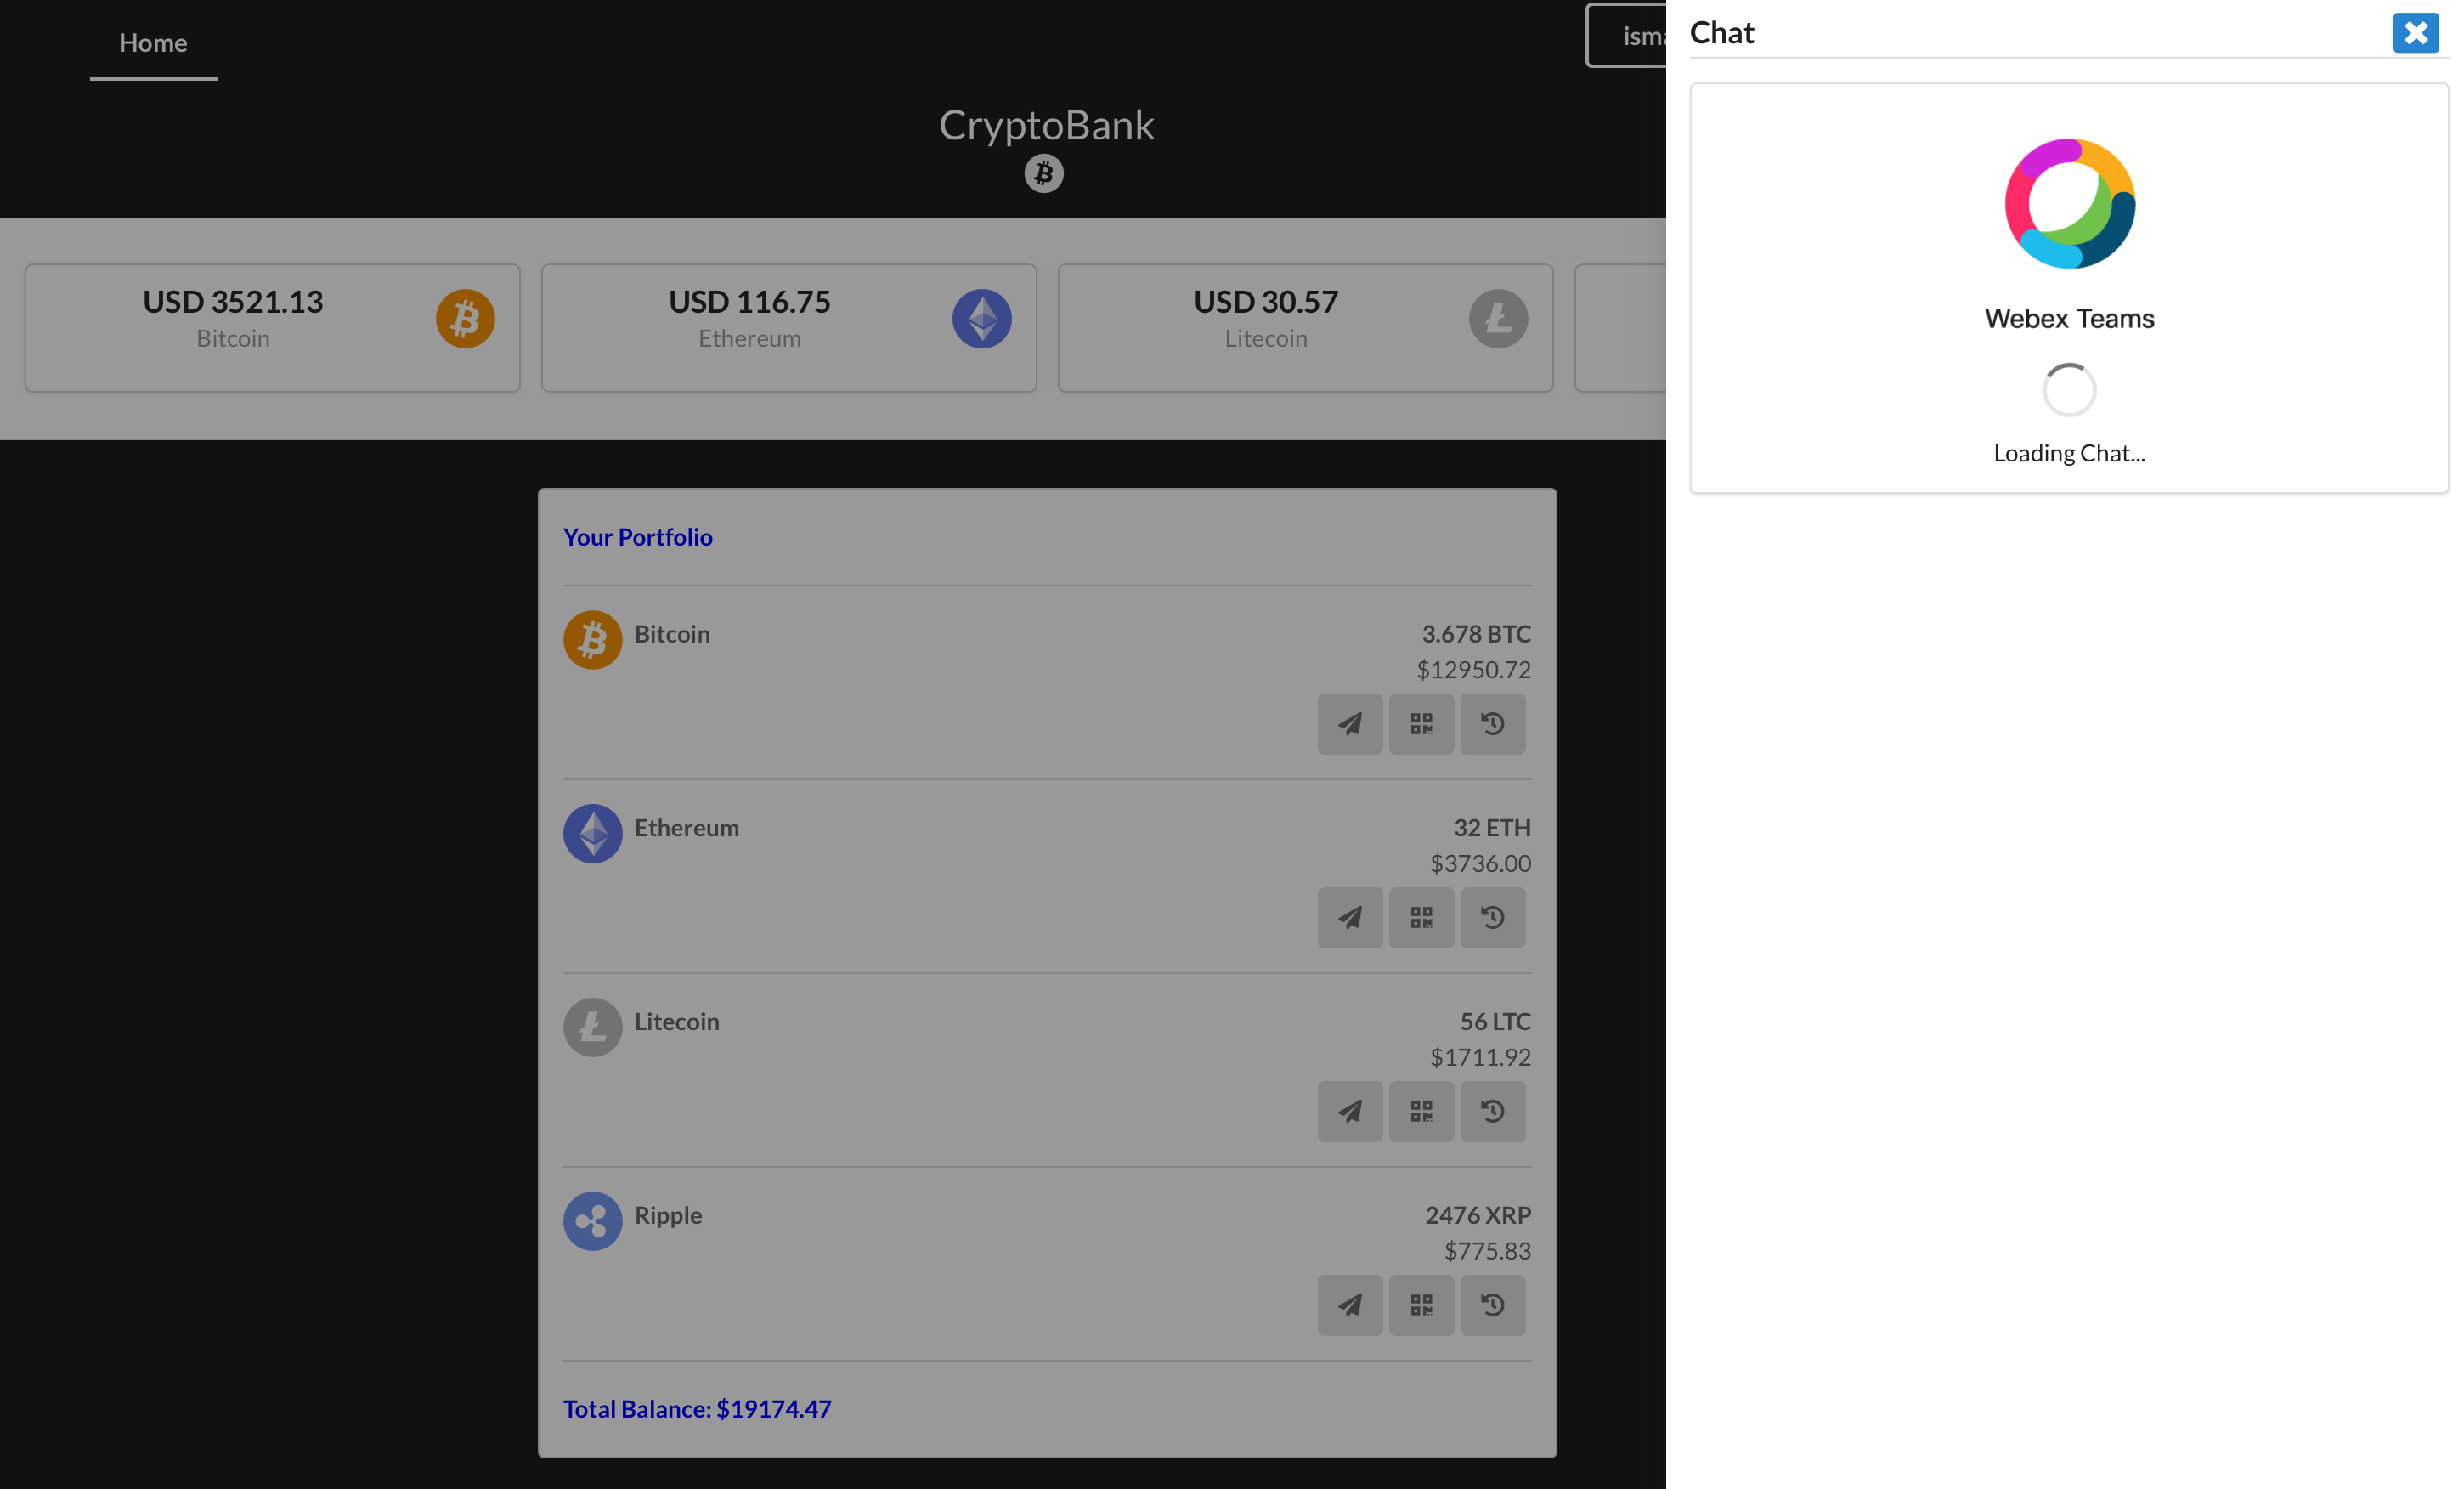 Home
CryptoBank
USD 3521.13
Bitcoin
USD 116.75
Ethereum
USD 30.57
Litecoin
Your Portfolio
Bitcoin
3.678 BTC
$12950.72
Ethereum
32 ETH
$3736.00
Litecoin
56 LTC
$1711.92
Ripple
2476 XRP
$775.83
Total Balance: $19174.47
Chat
Webex Teams
Loading Chat...